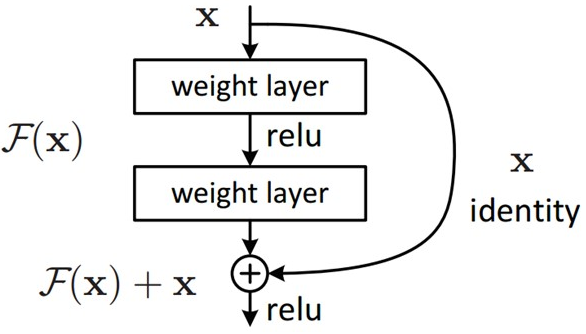 x
weight layer
relu
F(x)
weight layer
x
identity
F(x) + x
relu